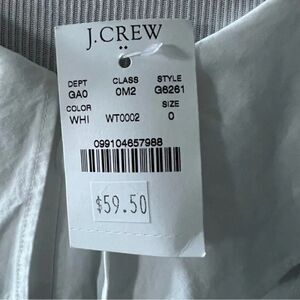 J.CREW
DEPT CLASS STYLE
GA0 0M2 G6261
COLOR SIZE
WHI WT0002 0
099104657988
$59.50